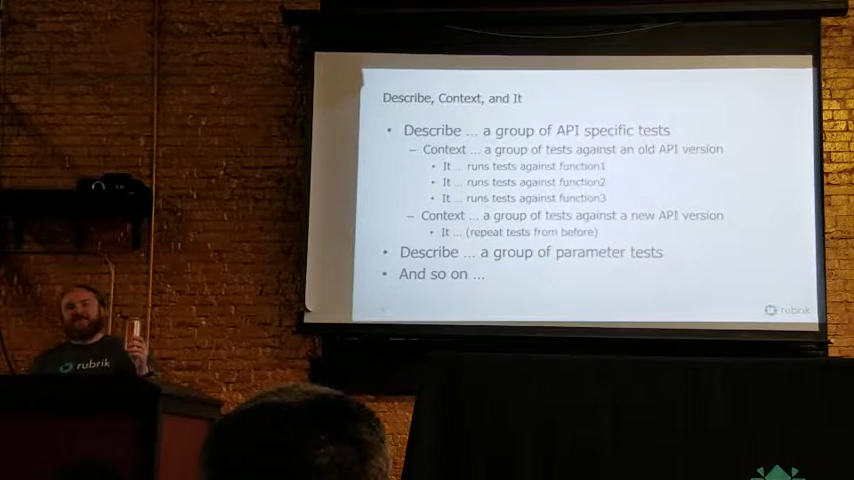 Describe, Context, and It
• Describe ... a group of API specific tests
– Context ... a group of tests against an old API version
• It ... runs tests against function1
• It ... runs tests against function2
• It ... runs tests against function3
– Context ... a group of tests against a new API version
• It ... (repeat tests from before)
• Describe ... a group of parameter tests
• And so on ...
rubrik
rubrik